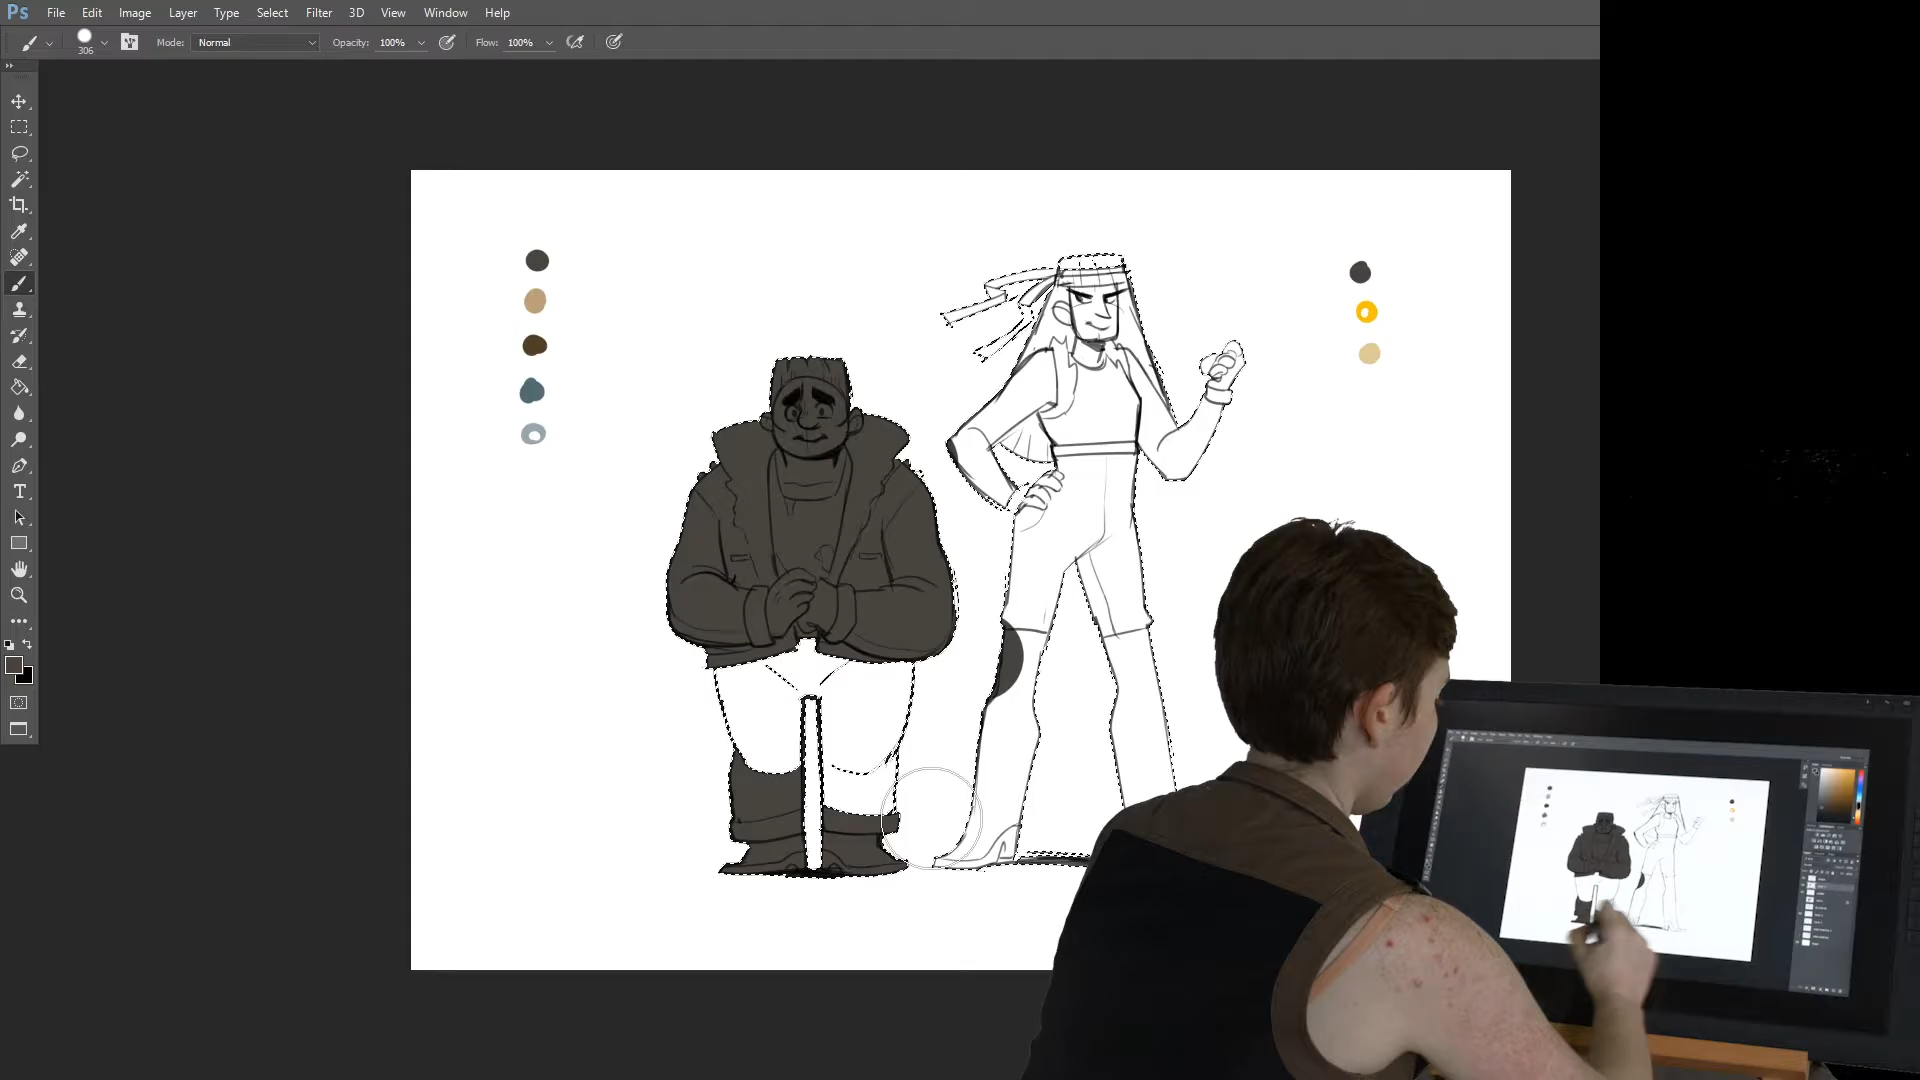 Ps File Edit Image Layer Type Select Filter 3D View Window Help
306 Mode: Normal Opacity: 100% Flow: 100%
T